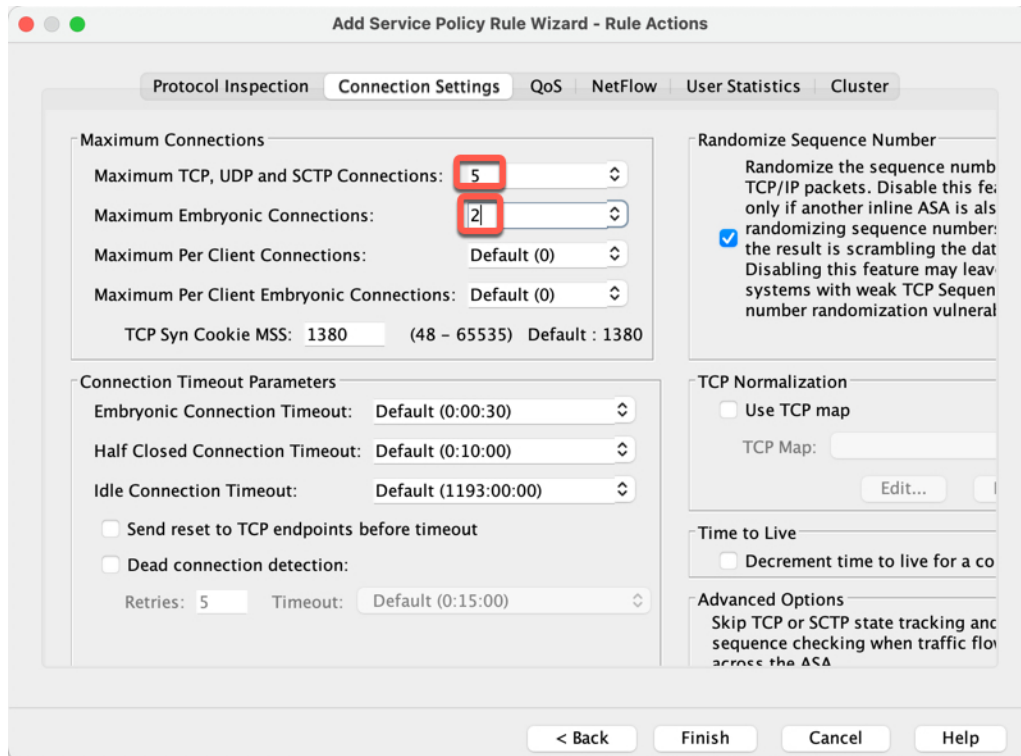 Add Service Policy Rule Wizard - Rule Actions
Protocol Inspection Connection Settings QoS NetFlow User Statistics Cluster
Maximum Connections
Maximum TCP, UDP and SCTP Connections: 5
Maximum Embryonic Connections: 2
Maximum Per Client Connections: Default (0)
Maximum Per Client Embryonic Connections: Default (0)
TCP Syn Cookie MSS: 1380 (48 – 65535) Default : 1380
Randomize Sequence Number
Randomize the sequence numb
TCP/IP packets. Disable this fea
only if another inline ASA is als
randomizing sequence numbers
the result is scrambling the dat
Disabling this feature may leav
systems with weak TCP Sequen
number randomization vulneral
Connection Timeout Parameters
Embryonic Connection Timeout: Default (0:00:30)
Half Closed Connection Timeout: Default (0:10:00)
Idle Connection Timeout: Default (1193:00:00)
Send reset to TCP endpoints before timeout
Dead connection detection:
Retries: 5 Timeout: Default (0:15:00)
TCP Normalization
Use TCP map
TCP Map:
Edit...
Time to Live
Decrement time to live for a co
Advanced Options
Skip TCP or SCTP state tracking and
sequence checking when traffic flo
across the ASA
< Back Finish Cancel Help